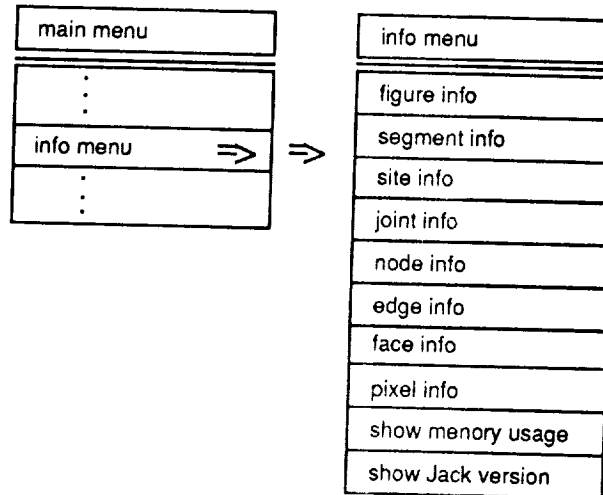 main menu
info menu
info menu
figure info
segment info
site info
joint info
node info
edge info
face info
pixel info
show menory usage
show Jack version